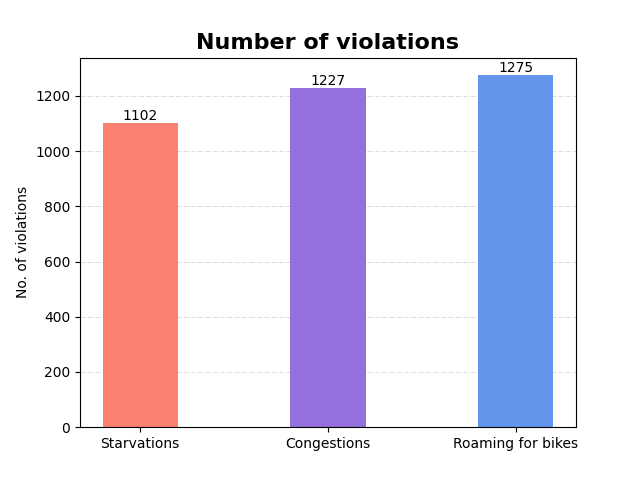 Number of violations
1275
1227
1102
1200
1000
800
600
400
200
0
No. of violations
Starvations
Congestions
Roaming for bikes